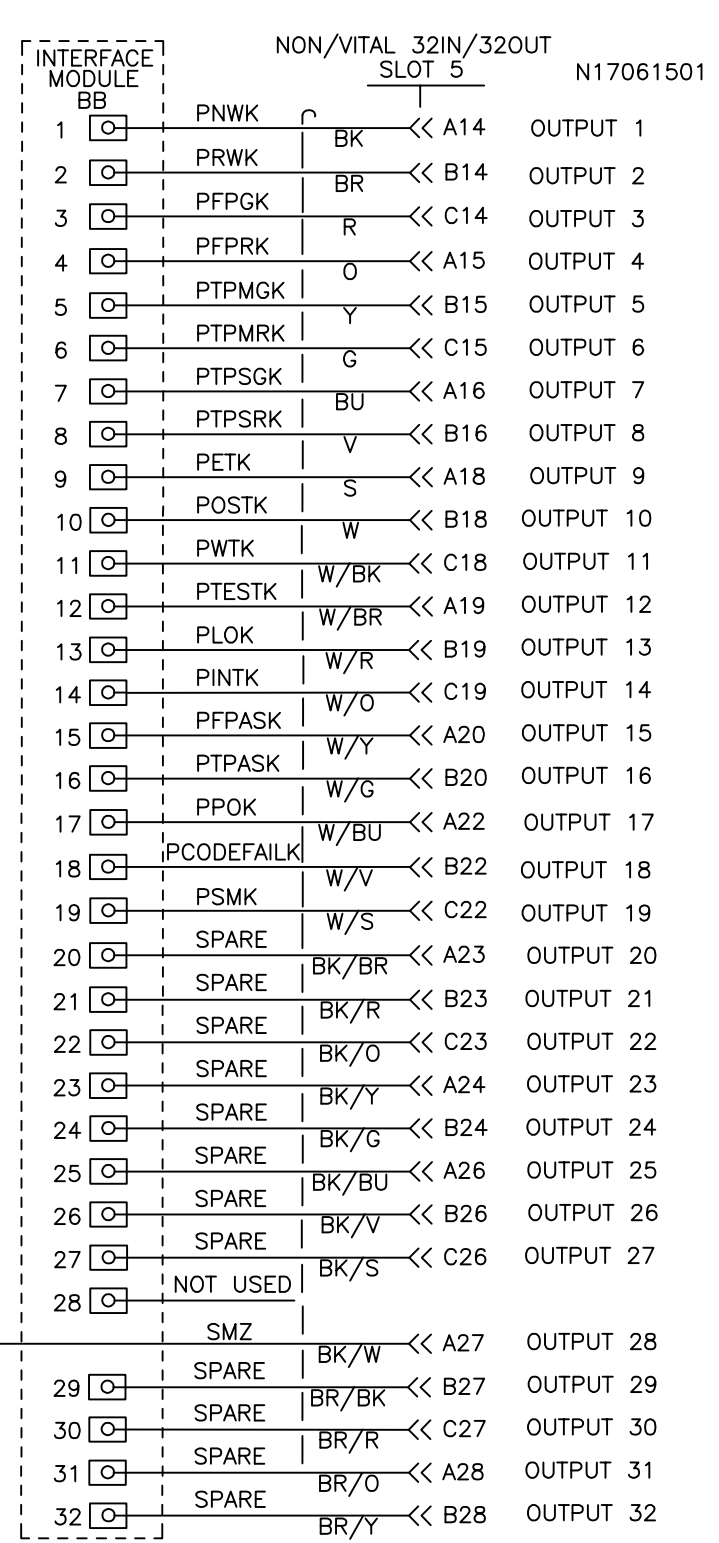 NON/VITAL 32IN/32OUT
INTERFACE MODULE BB
SLOT 5 N17061501
1 PNWK BK A14 OUTPUT 1
2 PRWK BR B14 OUTPUT 2
3 PFPGK R C14 OUTPUT 3
4 PFPRK O A15 OUTPUT 4
5 PTPMGK Y B15 OUTPUT 5
6 PTPMRK G C15 OUTPUT 6
7 PTPSGK BU A16 OUTPUT 7
8 PTPSRK V B16 OUTPUT 8
9 PETK S A18 OUTPUT 9
10 POSTK W B18 OUTPUT 10
11 PWTK W/BK C18 OUTPUT 11
12 PTESTK W/BR A19 OUTPUT 12
13 PLOK W/R B19 OUTPUT 13
14 PINTK W/O C19 OUTPUT 14
15 PFPASK W/Y A20 OUTPUT 15
16 PTPASK W/G B20 OUTPUT 16
17 PPOK W/BU A22 OUTPUT 17
18 PCODEFAILK W/V B22 OUTPUT 18
19 PSMK W/S C22 OUTPUT 19
20 SPARE BK/BR A23 OUTPUT 20
21 SPARE BK/R B23 OUTPUT 21
22 SPARE BK/O C23 OUTPUT 22
23 SPARE BK/Y A24 OUTPUT 23
24 SPARE BK/G B24 OUTPUT 24
25 SPARE BK/BU A26 OUTPUT 25
26 SPARE BK/V B26 OUTPUT 26
27 SPARE BK/S C26 OUTPUT 27
28 NOT USED
SMZ BK/W A27 OUTPUT 28
29 SPARE BR/BK B27 OUTPUT 29
30 SPARE BR/R C27 OUTPUT 30
31 SPARE BR/O A28 OUTPUT 31
32 SPARE BR/Y B28 OUTPUT 32